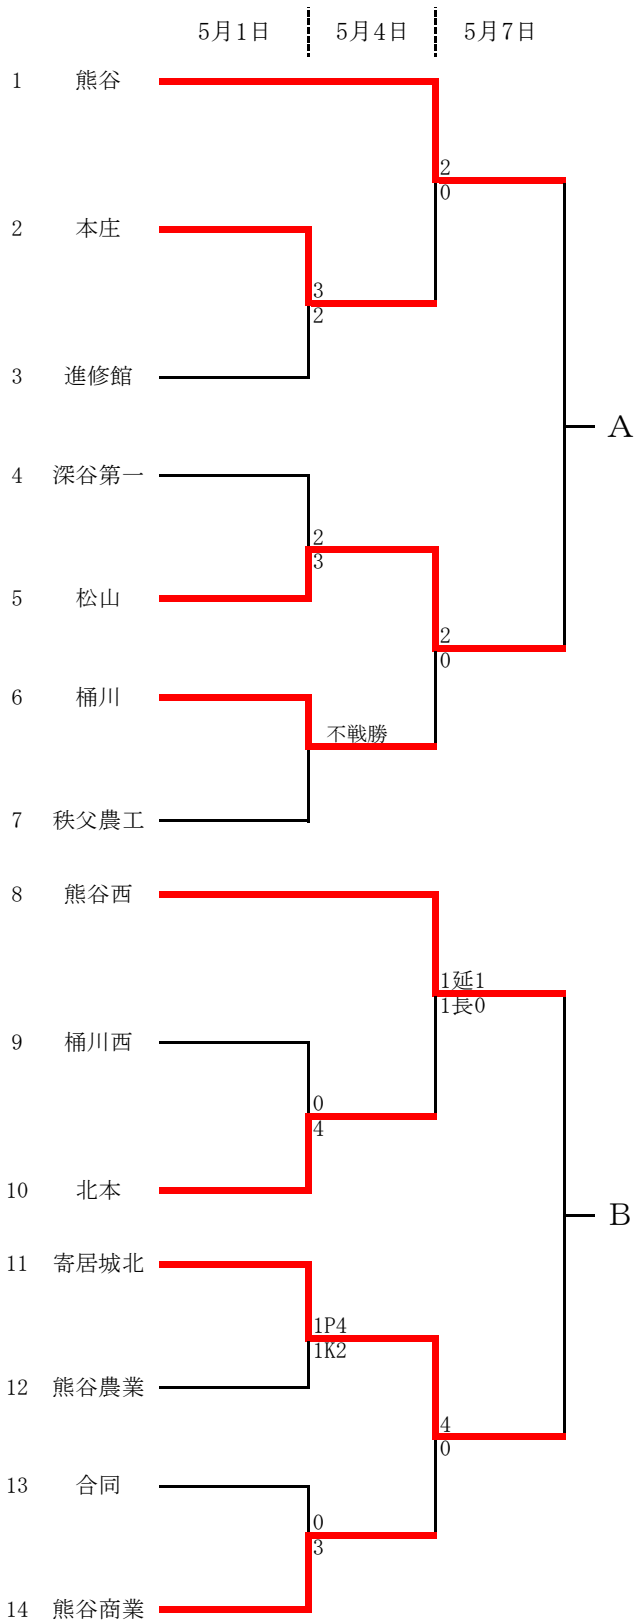 5月1日 5月4日 5月7日
1 熊谷
2
0
2 本庄
3
2
3 進修館
A
4 深谷第一
2
3
5 松山
2
0
6 桶川
不戦勝
7 秩父農工
8 熊谷西
1延1
1長0
9 桶川西
0
4
10 北本
B
11 寄居城北
1P4
1K2
12 熊谷農業
4
0
13 合同
0
3
14 熊谷商業